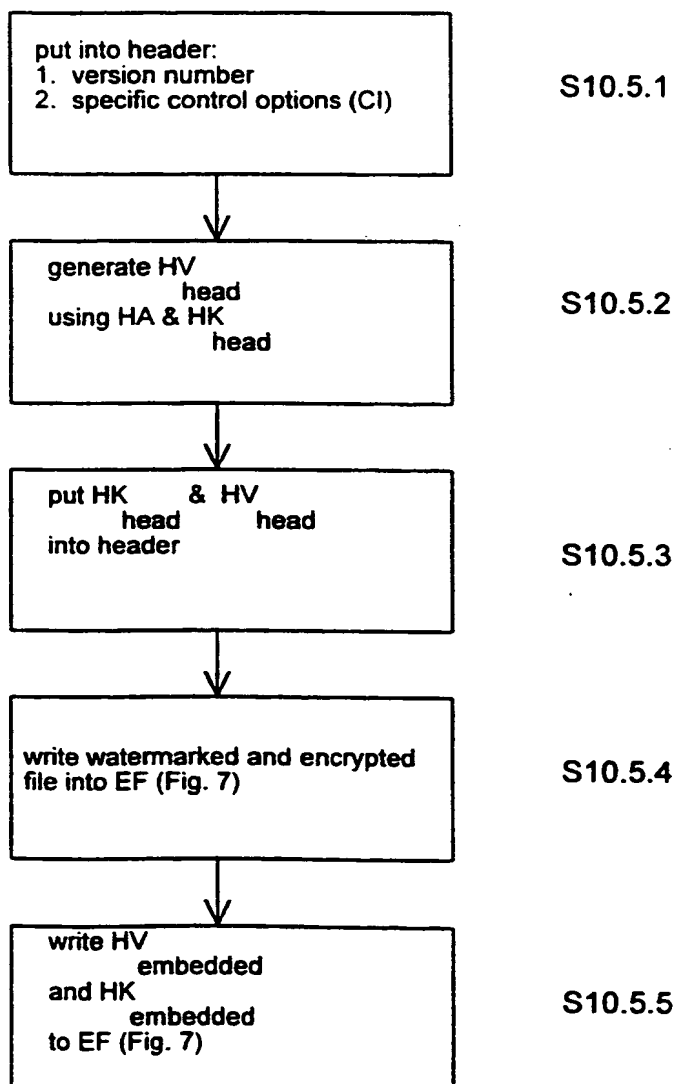 put into header:
1. version number
2. specific control options (CI)
S10.5.1
generate HV
head
using HA & HK
head
S10.5.2
put HK & HV
head head
into header
S10.5.3
write watermarked and encrypted
file into EF (Fig. 7)
S10.5.4
write HV
embedded
and HK
embedded
to EF (Fig. 7)
S10.5.5